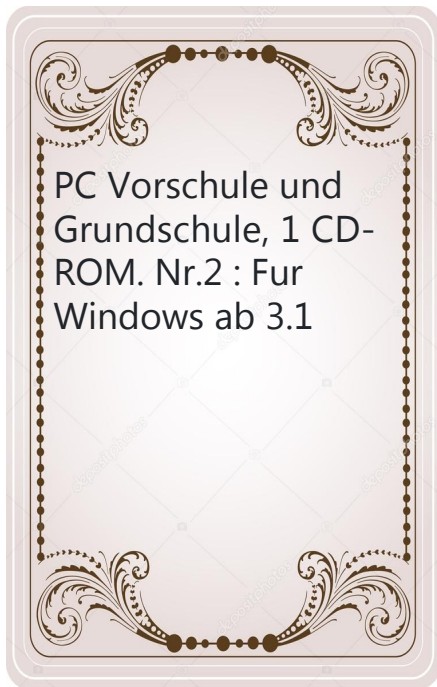 PC Vorschule und
Grundschule, 1 CD-
ROM. Nr.2 : Fur
Windows ab 3.1